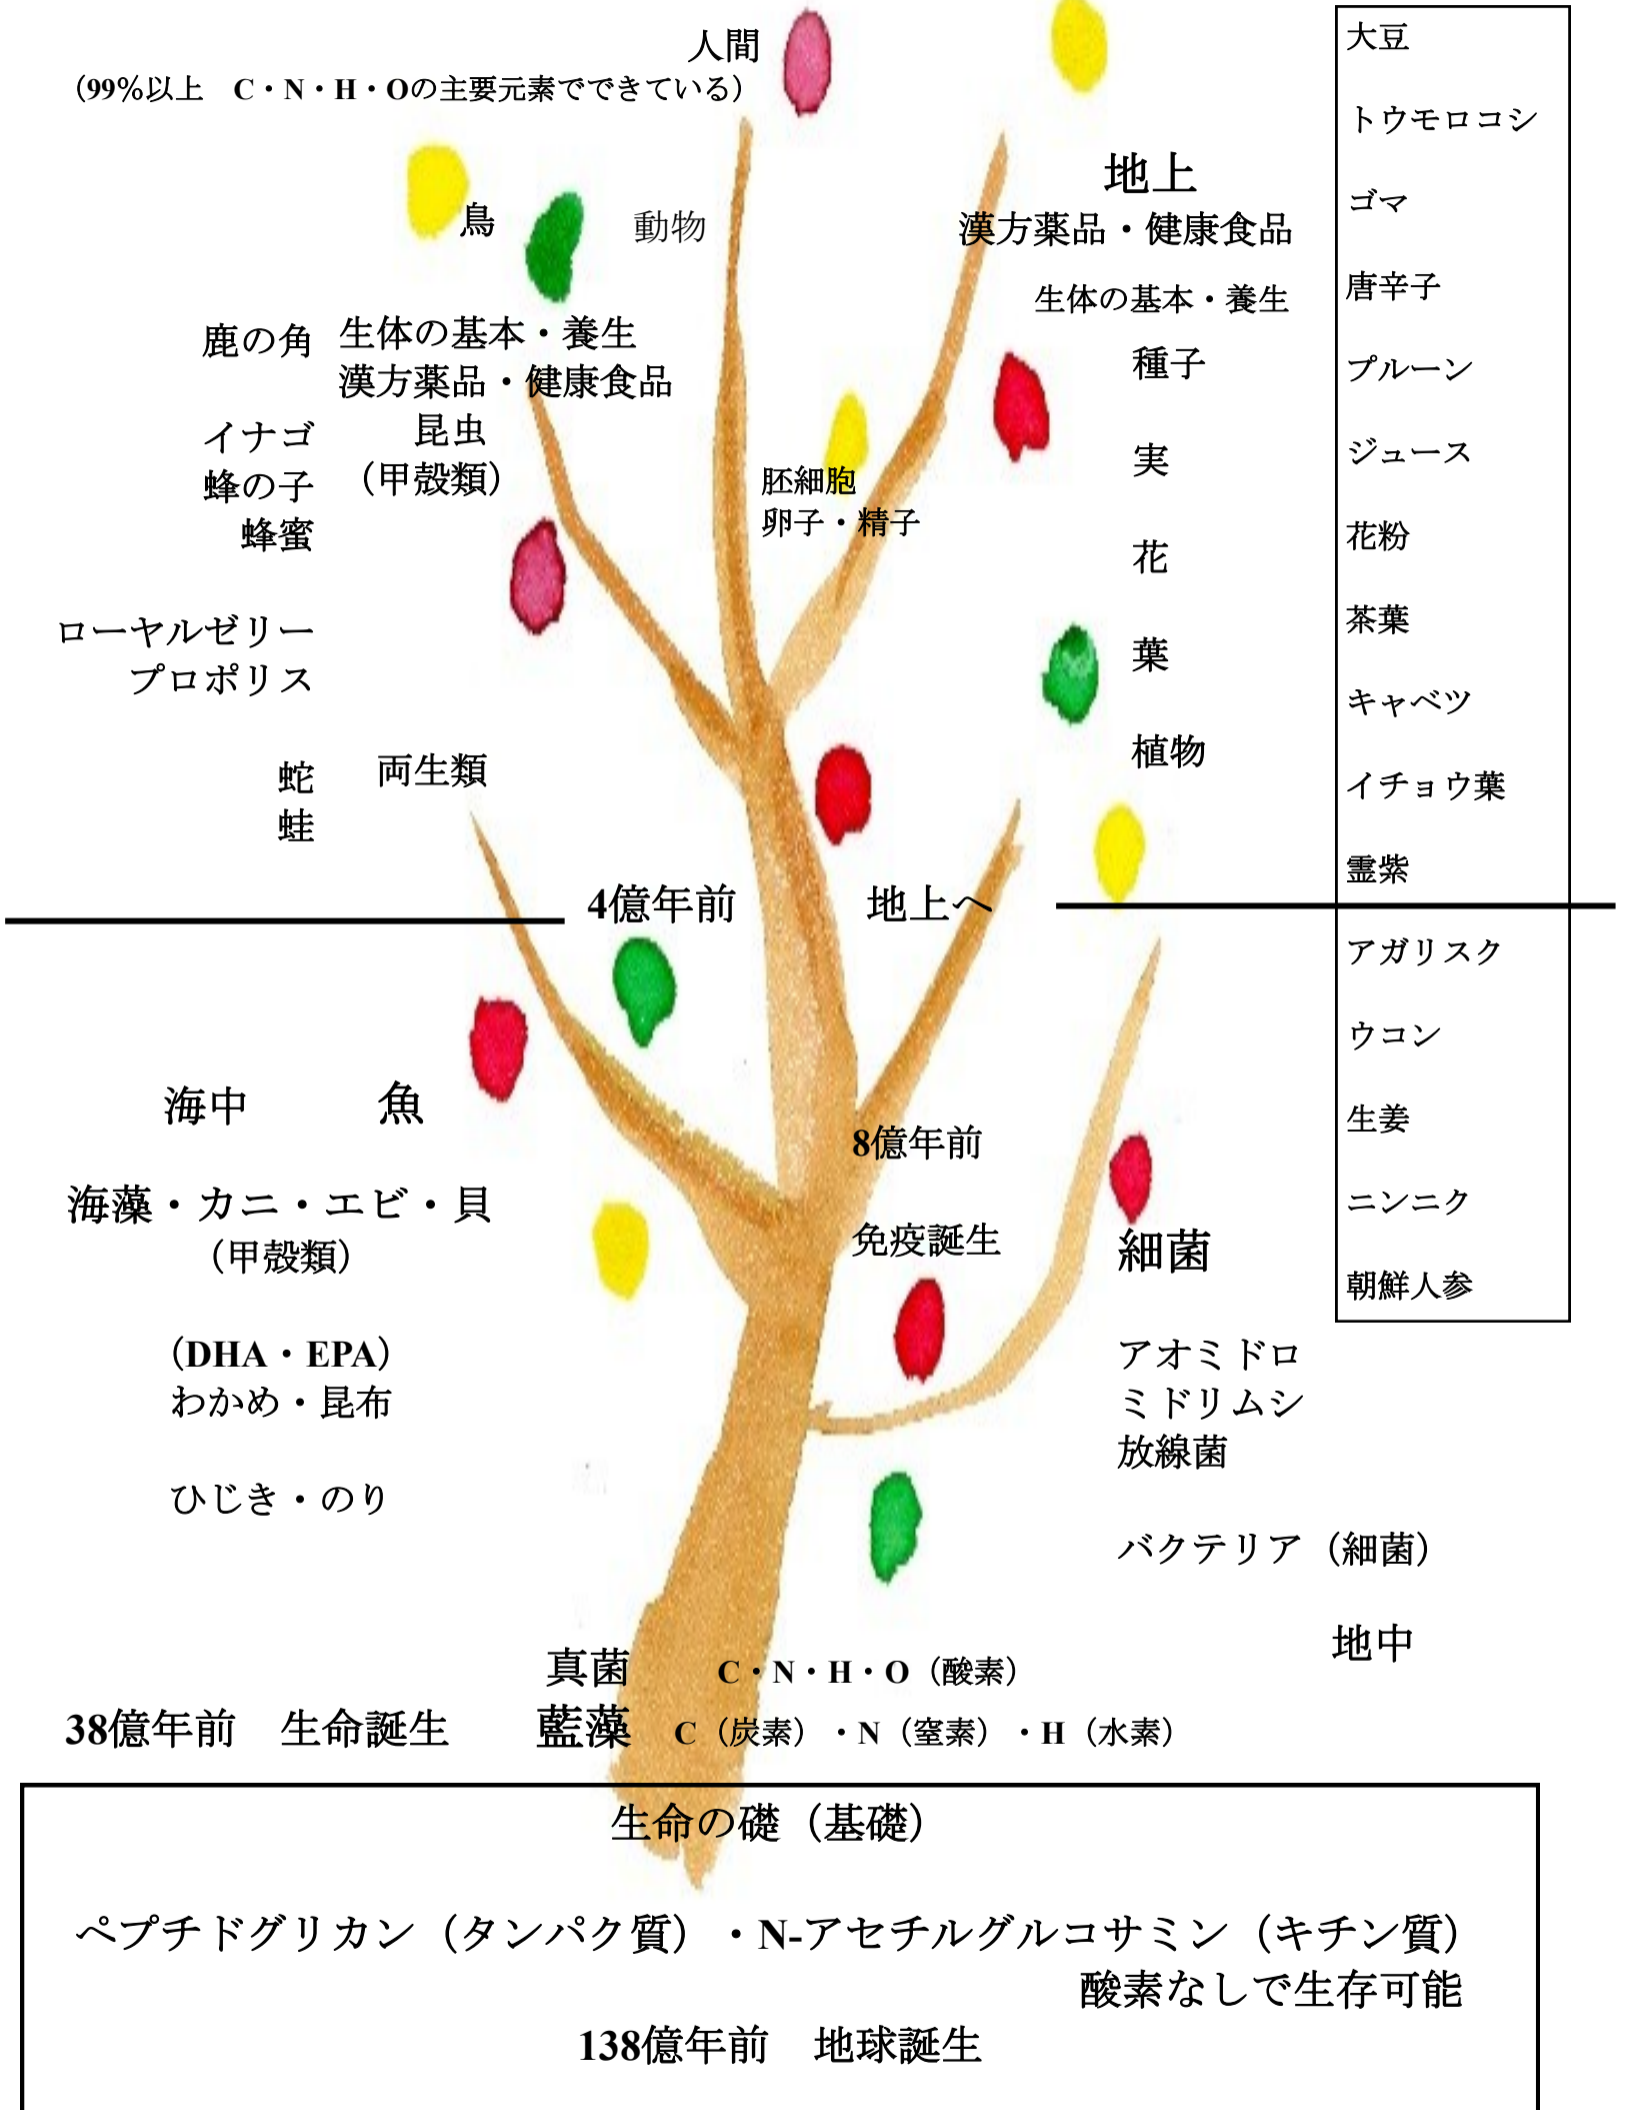 人間
（99％以上　C・N・H・Oの主要元素でできている）
鳥
動物
鹿の角
生体の基本・養生
漢方薬品・健康食品
イナゴ
昆虫
蜂の子
（甲殻類）
蜂蜜
ローヤルゼリー
プロポリス
蛇
両生類
蛙
胚細胞
卵子・精子
地上
漢方薬品・健康食品
生体の基本・養生
種子
実
花
葉
植物
大豆
トウモロコシ
ゴマ
唐辛子
プルーン
ジュース
花粉
茶葉
キャベツ
イチョウ葉
霊紫
アガリスク
ウコン
生姜
ニンニク
朝鮮人参
4億年前　地上へ
海中　魚
海藻・カニ・エビ・貝
（甲殻類）
（DHA・EPA）
わかめ・昆布
ひじき・のり
8億年前
免疫誕生
細菌
アオミドロ
ミドリムシ
放線菌
バクテリア（細菌）
地中
真菌　C・N・H・O（酸素）
38億年前　生命誕生　藍藻　C（炭素）・N（窒素）・H（水素）
生命の礎（基礎）
ペプチドグリカン（タンパク質）・N-アセチルグルコサミン（キチン質）
酸素なしで生存可能
138億年前　地球誕生